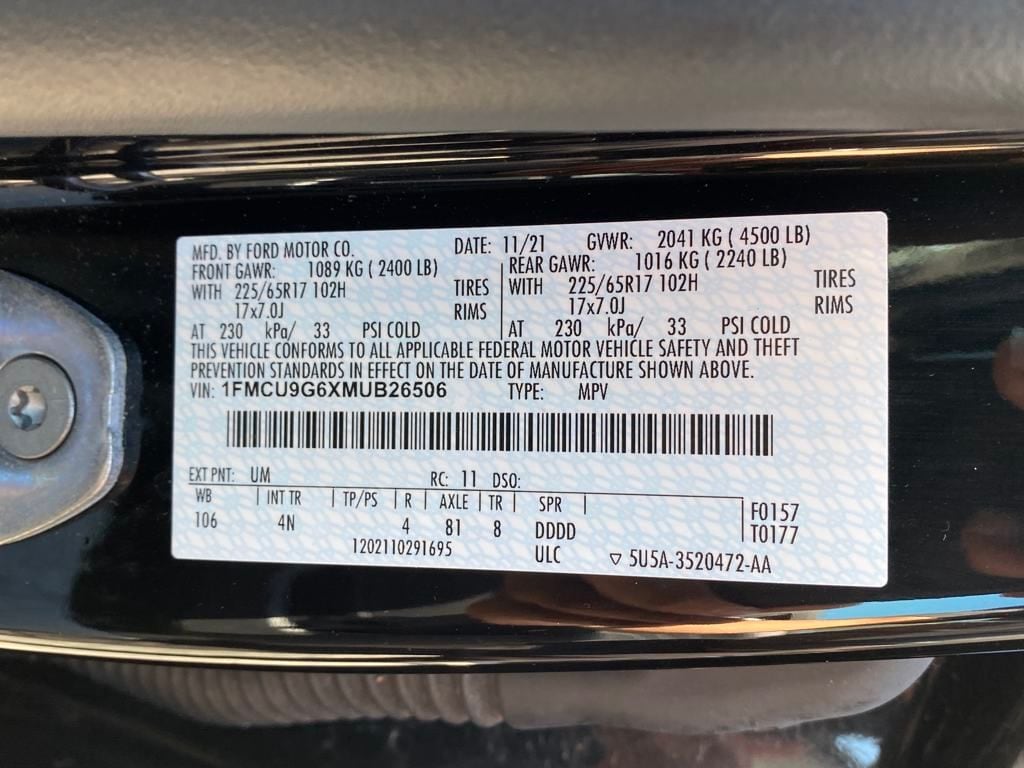 MFD. BY FORD MOTOR CO. DATE: 11/21 GVWR: 2041 KG ( 4500 LB)
FRONT GAWR: 1089 KG ( 2400 LB) REAR GAWR: 1016 KG ( 2240 LB)
WITH 225/65R17 102H TIRES WITH 225/65R17 102H TIRES
17x7.0J RIMS 17x7.0J RIMS
AT 230 kPa/ 33 PSI COLD AT 230 kPa/ 33 PSI COLD
THIS VEHICLE CONFORMS TO ALL APPLICABLE FEDERAL MOTOR VEHICLE SAFETY AND THEFT
PREVENTION STANDARDS IN EFFECT ON THE DATE OF MANUFACTURE SHOWN ABOVE.
VIN: 1FMCU9G6XMUB26506 TYPE: MPV
EXT PNT: UM RC: 11 DSO:
WB INT TR TP/PS R AXLE TR SPR F0157
106 4N 4 81 8 DDDD T0177
1202110291695 ULC ▽ 5U5A-3520472-AA